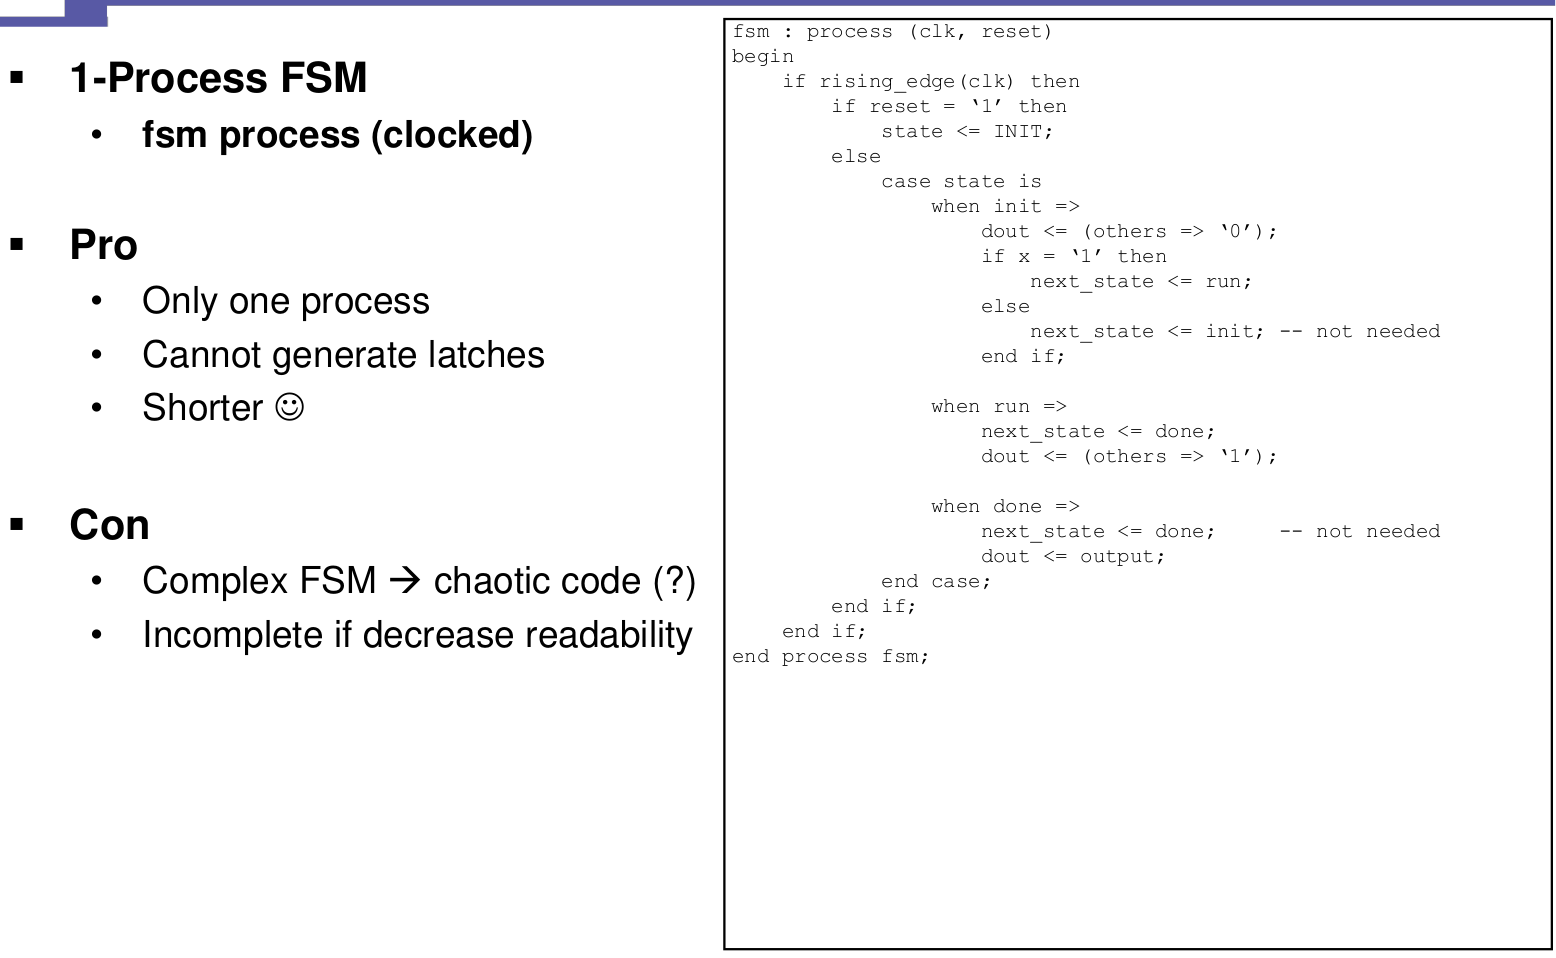 1-Process FSM
• fsm process (clocked)
Pro
• Only one process
• Cannot generate latches
• Shorter ☺
Con
• Complex FSM → chaotic code (?)
• Incomplete if decrease readability
fsm : process (clk, reset)
begin
    if rising_edge(clk) then
        if reset = ‘1’ then
            state <= INIT;
        else
            case state is
                when init =>
                    dout <= (others => ‘0’);
                    if x = ‘1’ then
                        next_state <= run;
                    else
                        next_state <= init; -- not needed
                    end if;
                when run =>
                    next_state <= done;
                    dout <= (others => ‘1’);
                when done =>
                    next_state <= done;     -- not needed
                    dout <= output;
            end case;
        end if;
    end if;
end process fsm;